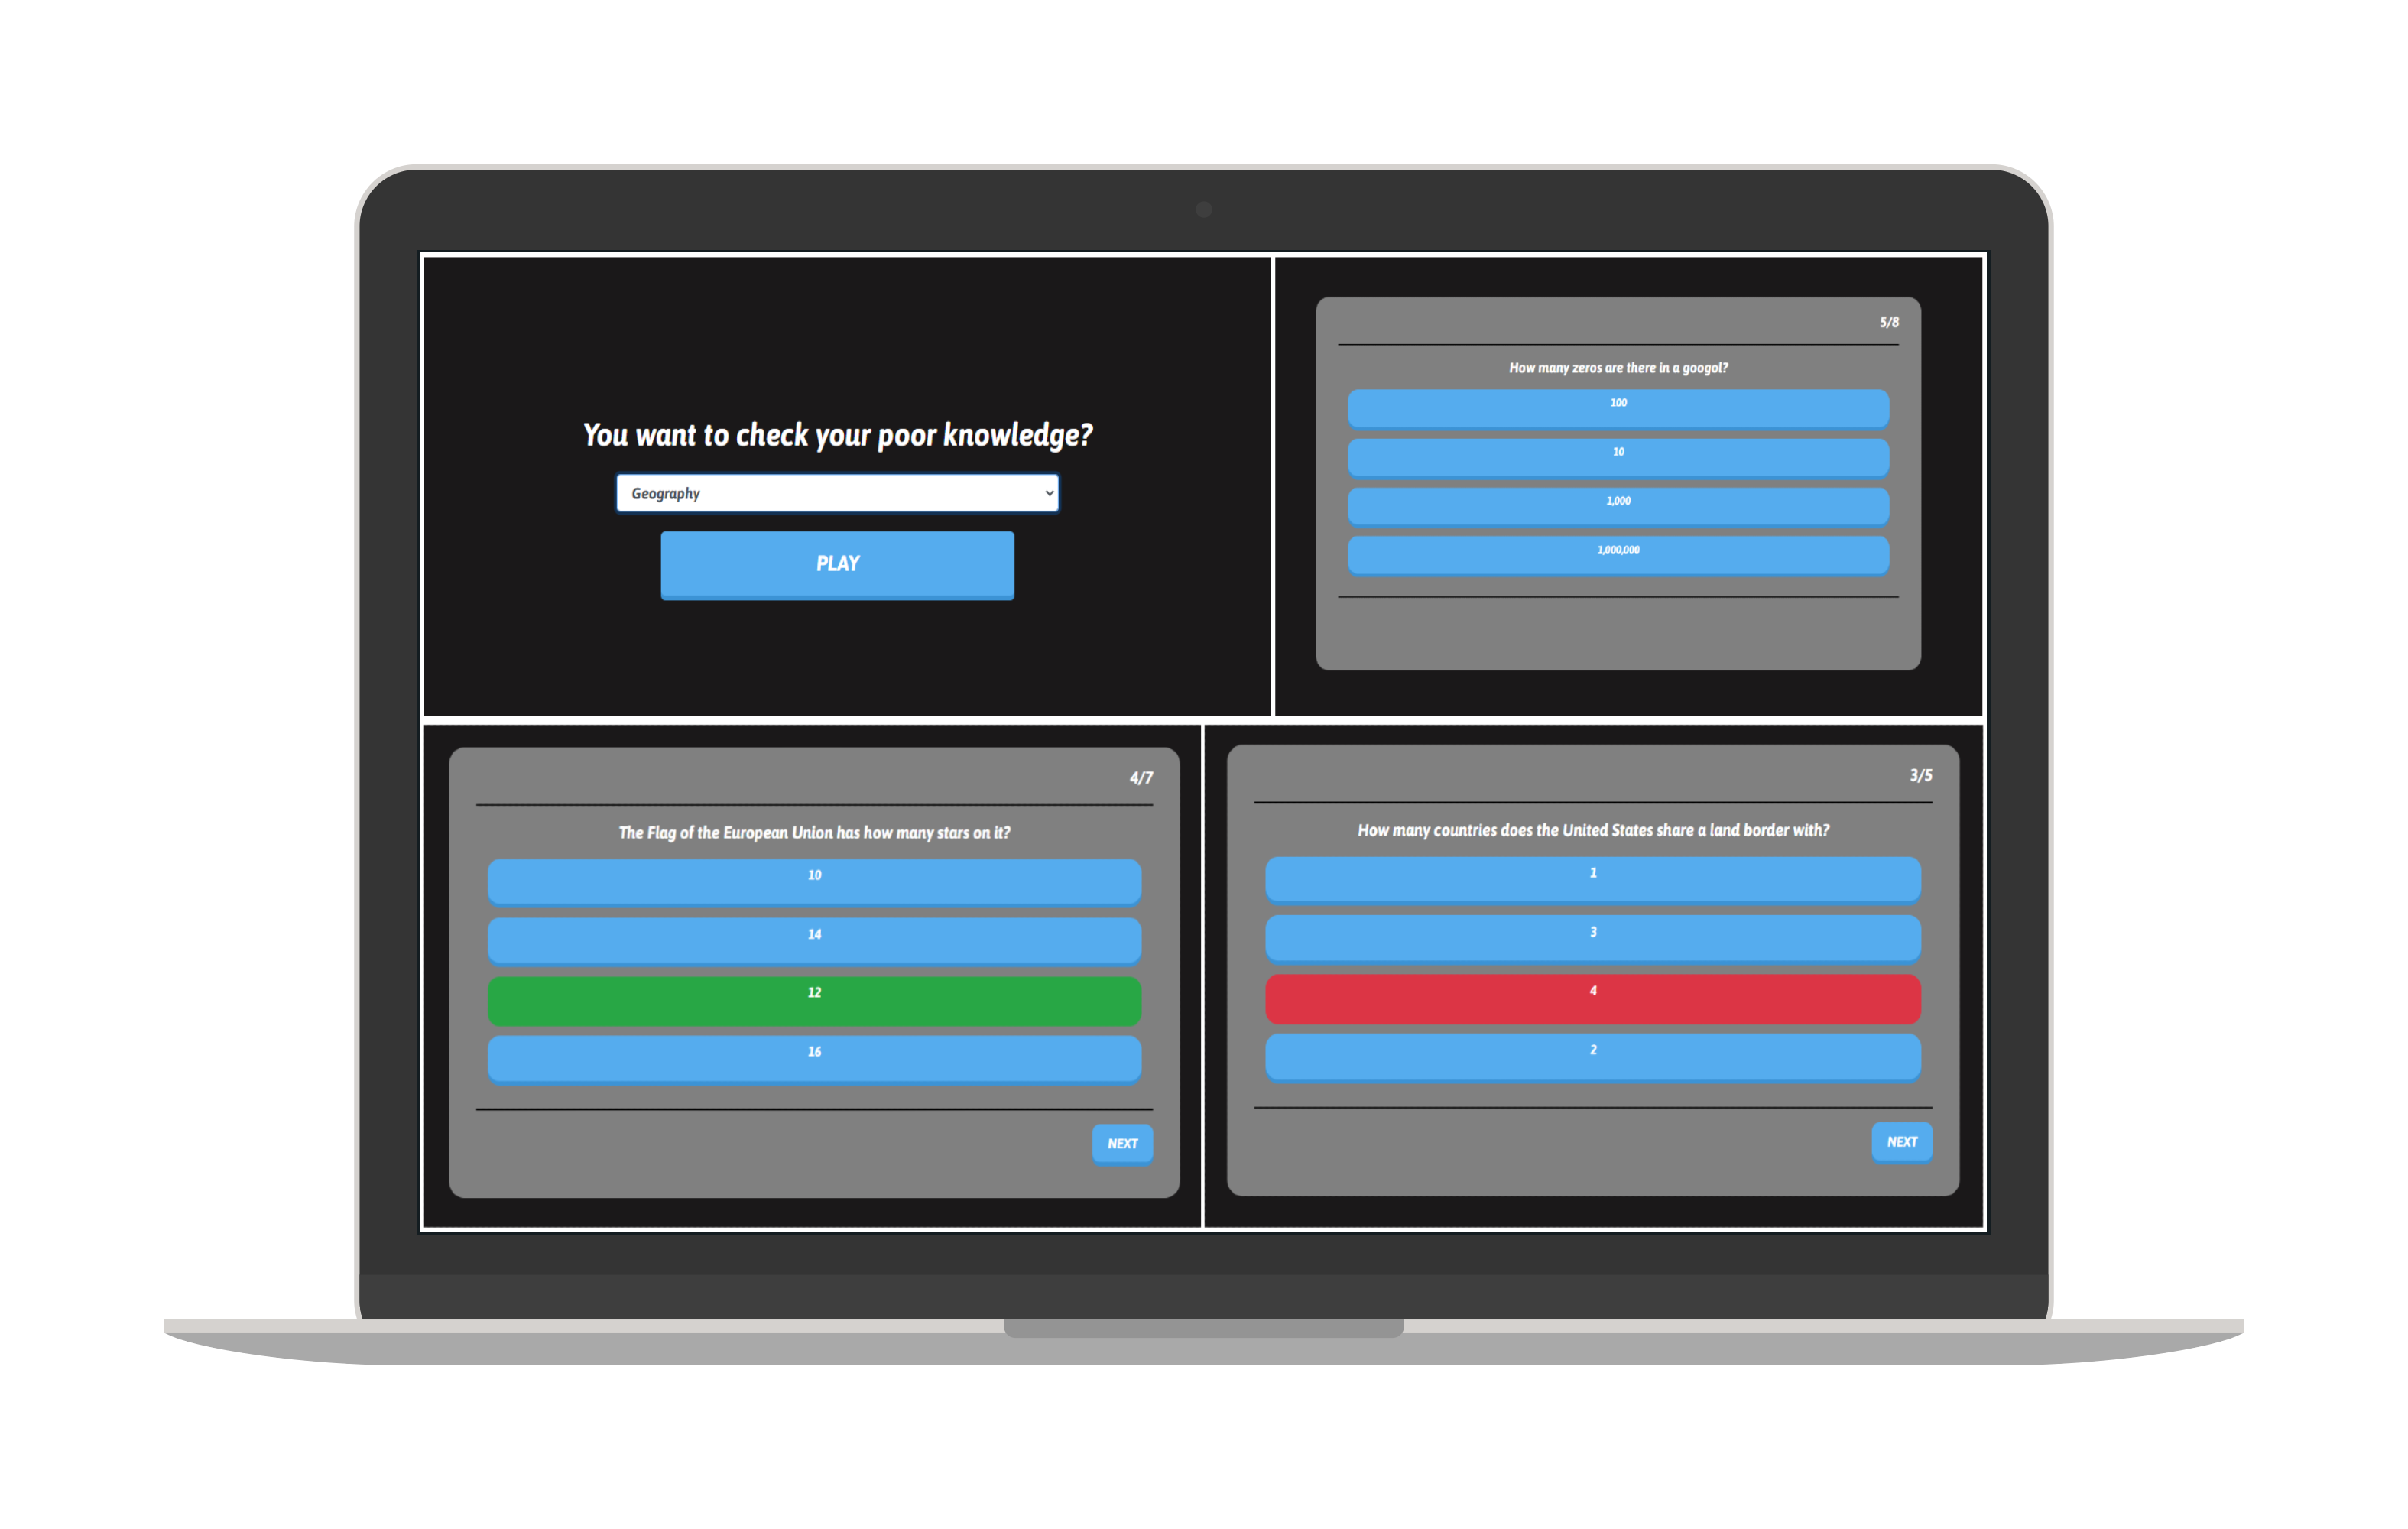 You want to check your poor knowledge?
Geography
PLAY
5/8
How many zeros are there in a googol?
100
10
1,000
1,000,000
4/7
The Flag of the European Union has how many stars on it?
10
14
12
16
NEXT
3/5
How many countries does the United States share a land border with?
1
3
4
2
NEXT